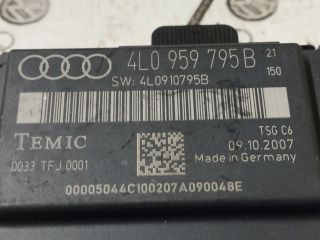 4L0 959 795 B 21
150
SW: 4L0910795B
TEMIC
TSG C6
0033 TFJ 0001
09.10.2007
Made in Germany
00005044C100207A090048E